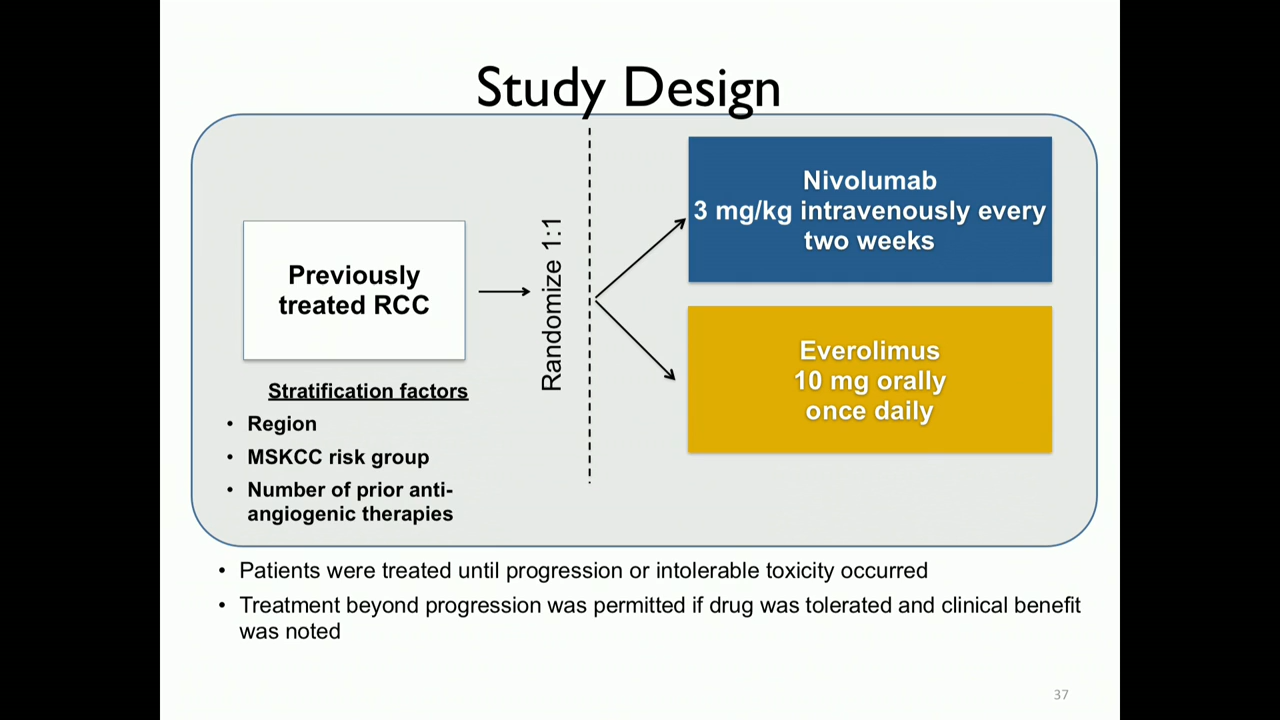 Study Design
Previously
treated RCC
Stratification factors
• Region
• MSKCC risk group
• Number of prior anti-
angiogenic therapies
Randomize 1:1
Nivolumab
3 mg/kg intravenously every
two weeks
Everolimus
10 mg orally
once daily
• Patients were treated until progression or intolerable toxicity occurred
• Treatment beyond progression was permitted if drug was tolerated and clinical benefit
was noted
37